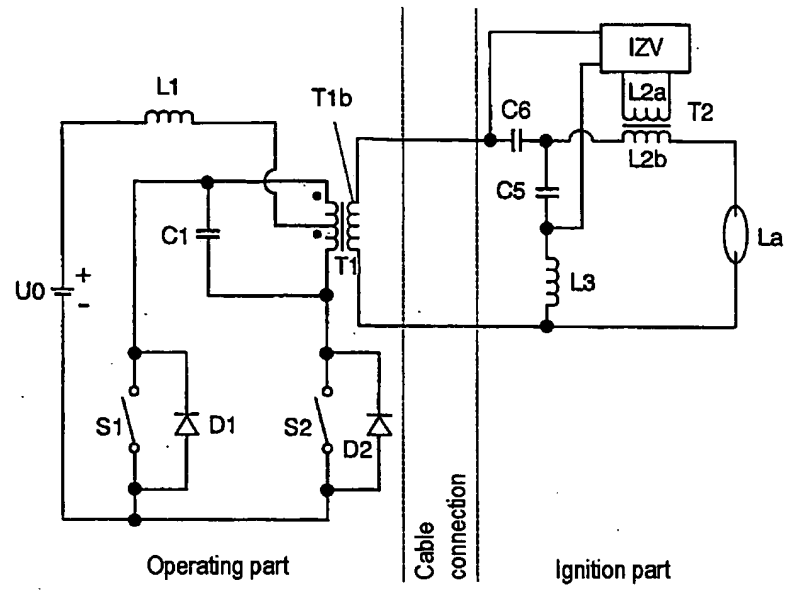 IZV
L1
T1b
L2a
T2
C6
L2b
C5
C1
La
T1
L3
U0
+
-
S1
D1
S2
D2
Operating part
Cable
connection
Ignition part